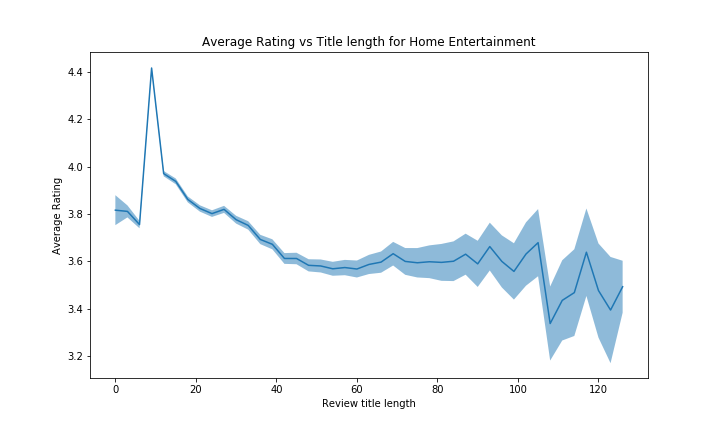 Average Rating vs Title length for Home Entertainment
4.4
4.2
4.0
3.8
3.6
3.4
3.2
Average Rating
0 20 40 60 80 100 120
Review title length